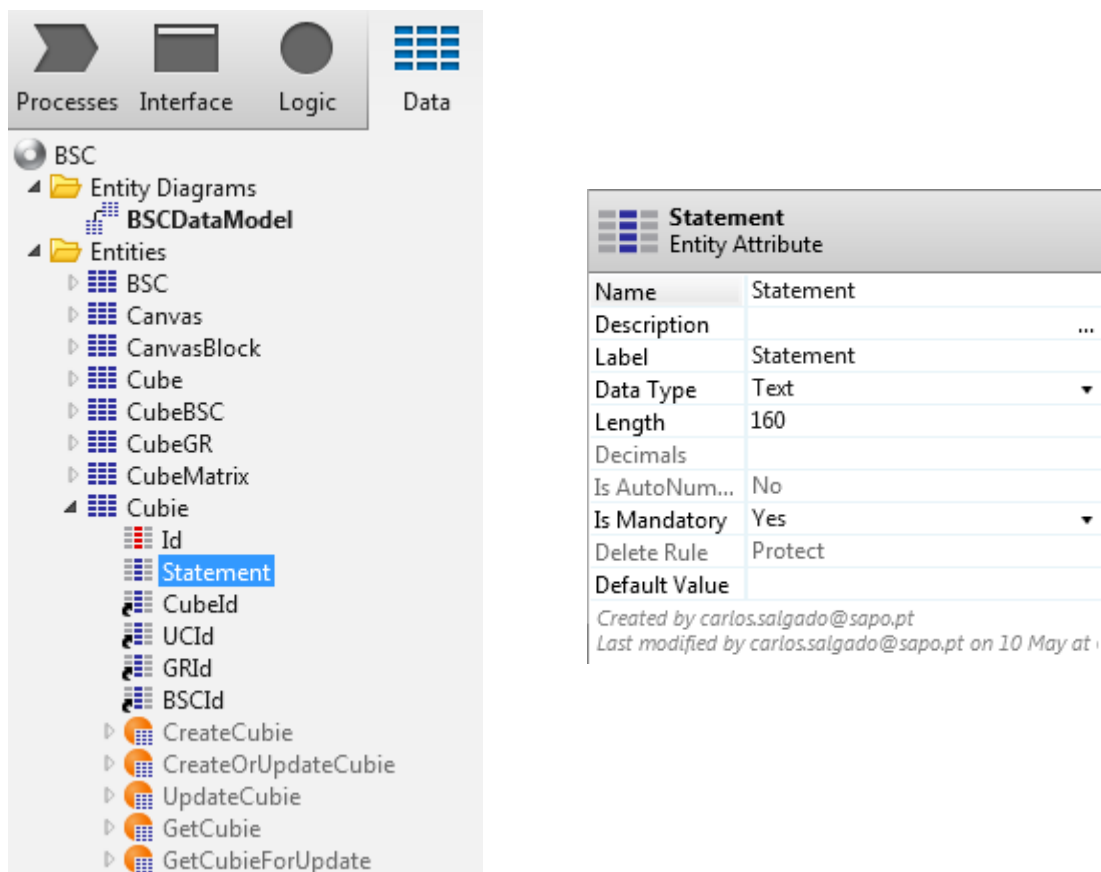 Processes Interface Logic Data
BSC
Entity Diagrams
BSCDataModel
Entities
BSC
Canvas
CanvasBlock
Cube
CubeBSC
CubeGR
CubeMatrix
Cubie
Id
Statement
CubeId
UCId
GRId
BSCId
CreateCubie
CreateOrUpdateCubie
UpdateCubie
GetCubie
GetCubieForUpdate
Statement
Entity Attribute
Name Statement
Description ...
Label Statement
Data Type Text
Length 160
Decimals
Is AutoNum... No
Is Mandatory Yes
Delete Rule Protect
Default Value
Created by carlos.salgado@sapo.pt
Last modified by carlos.salgado@sapo.pt on 10 May at